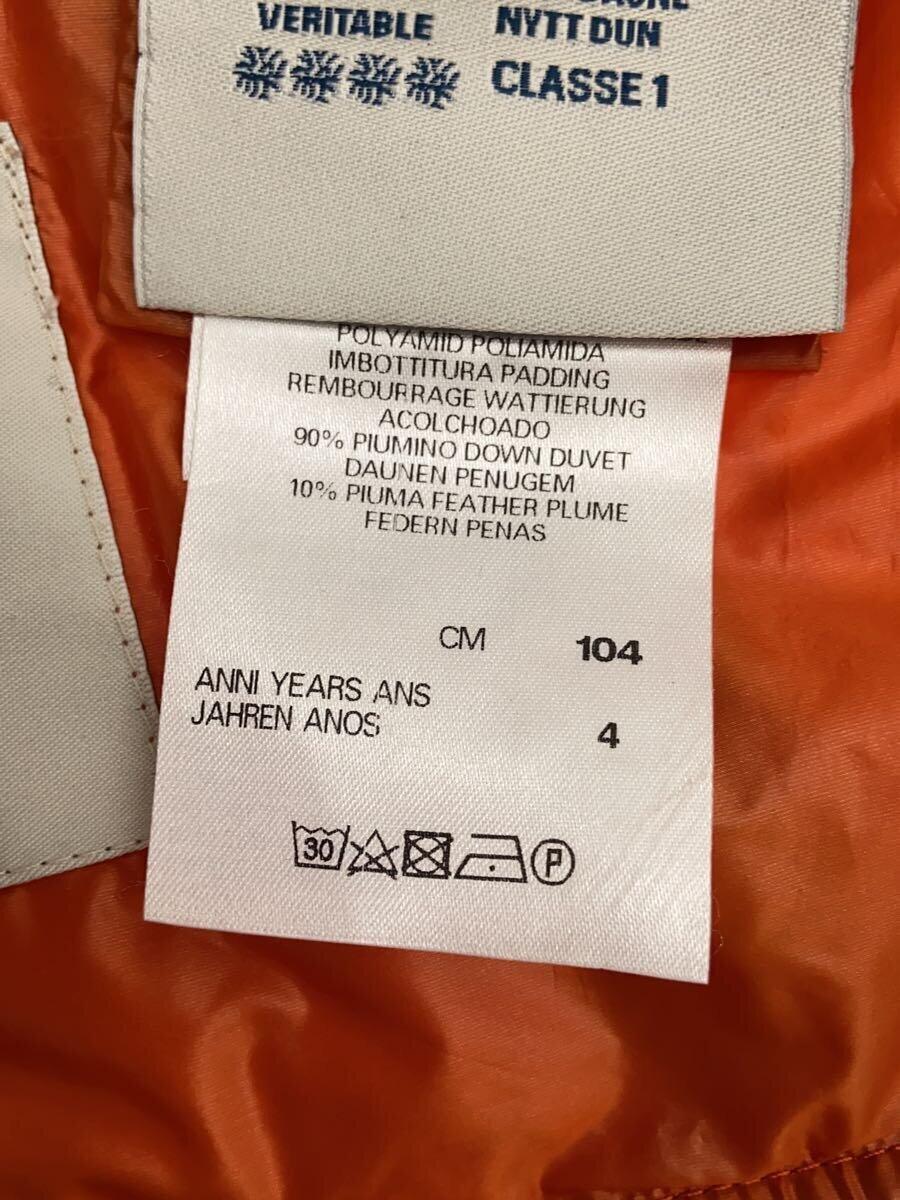 VERITABLE
NYTT DUN
CLASSE 1
POLYAMID POLIAMIDA
IMBOTTITURA PADDING
REMBOURRAGE WATTIERUNG
ACOLCHOADO
90% PIUMINO DOWN DUVET
DAUNEN PENUGEM
10% PIUMA FEATHER PLUME
FEDERN PENAS
CM 104
ANNI YEARS ANS
JAHREN ANOS 4
30
P